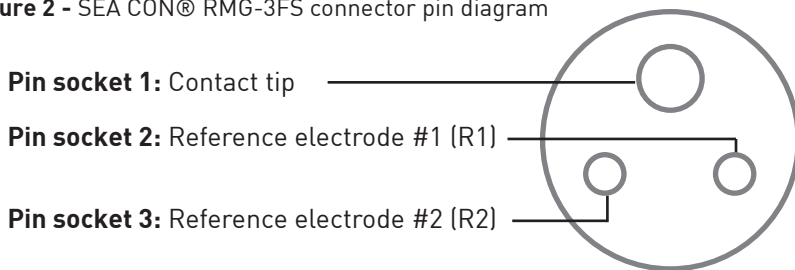 ure 2 - SEA CON® RMG-3FS connector pin diagram
Pin socket 1: Contact tip
Pin socket 2: Reference electrode #1 (R1)
Pin socket 3: Reference electrode #2 (R2)